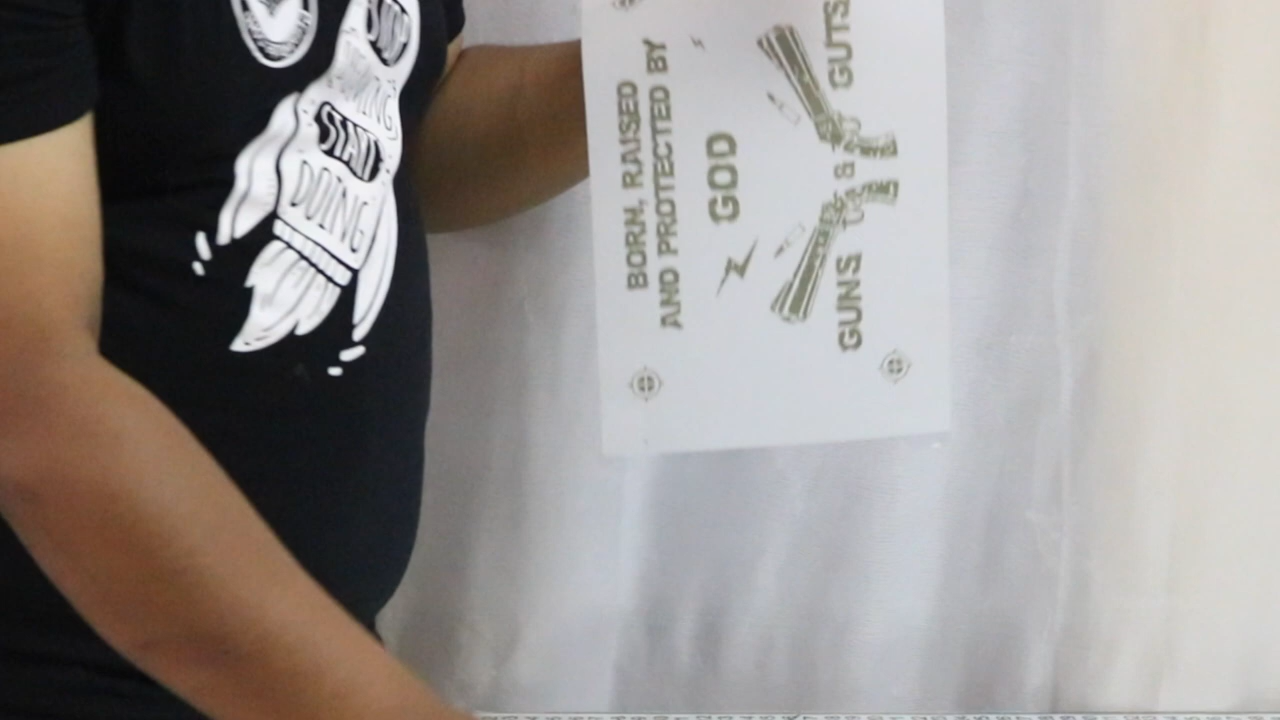 BORN, RAISED
AND PROTECTED BY
GOD
GUNS & GUTS
START
DOING